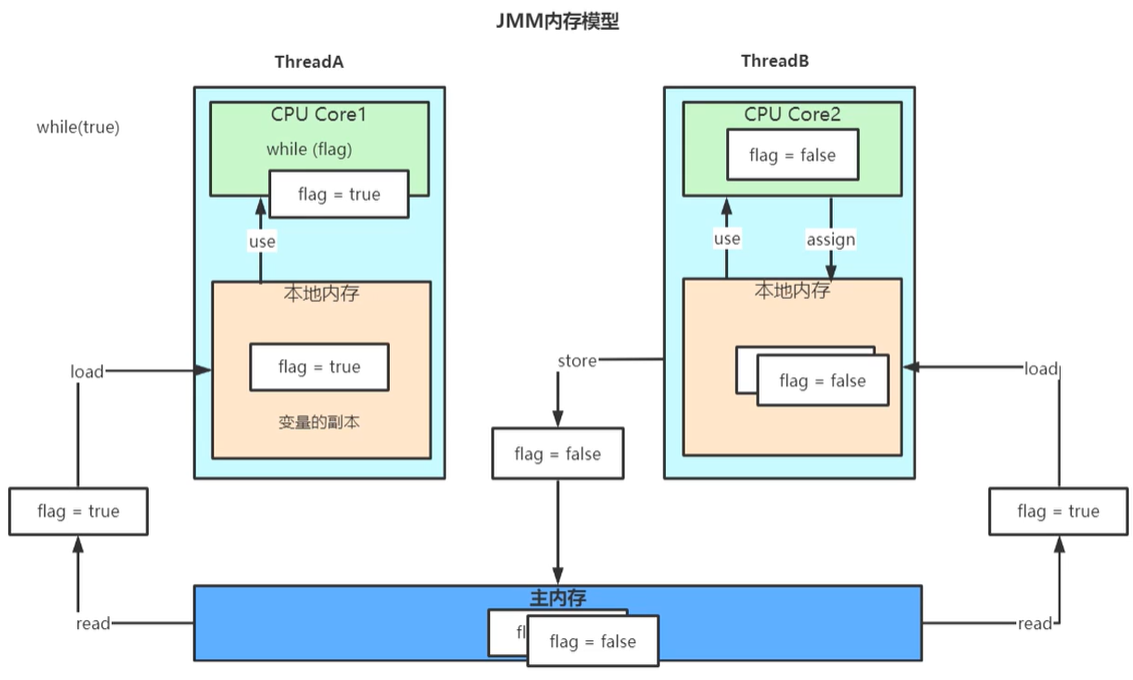 JMM内存模型
ThreadA
ThreadB
while(true)
CPU Core1
while (flag)
flag = true
use
本地内存
flag = true
变量的副本
load
flag = true
read
CPU Core2
flag = false
use
assign
本地内存
flag = false
store
flag = false
load
flag = true
read
主内存
fl
flag = false